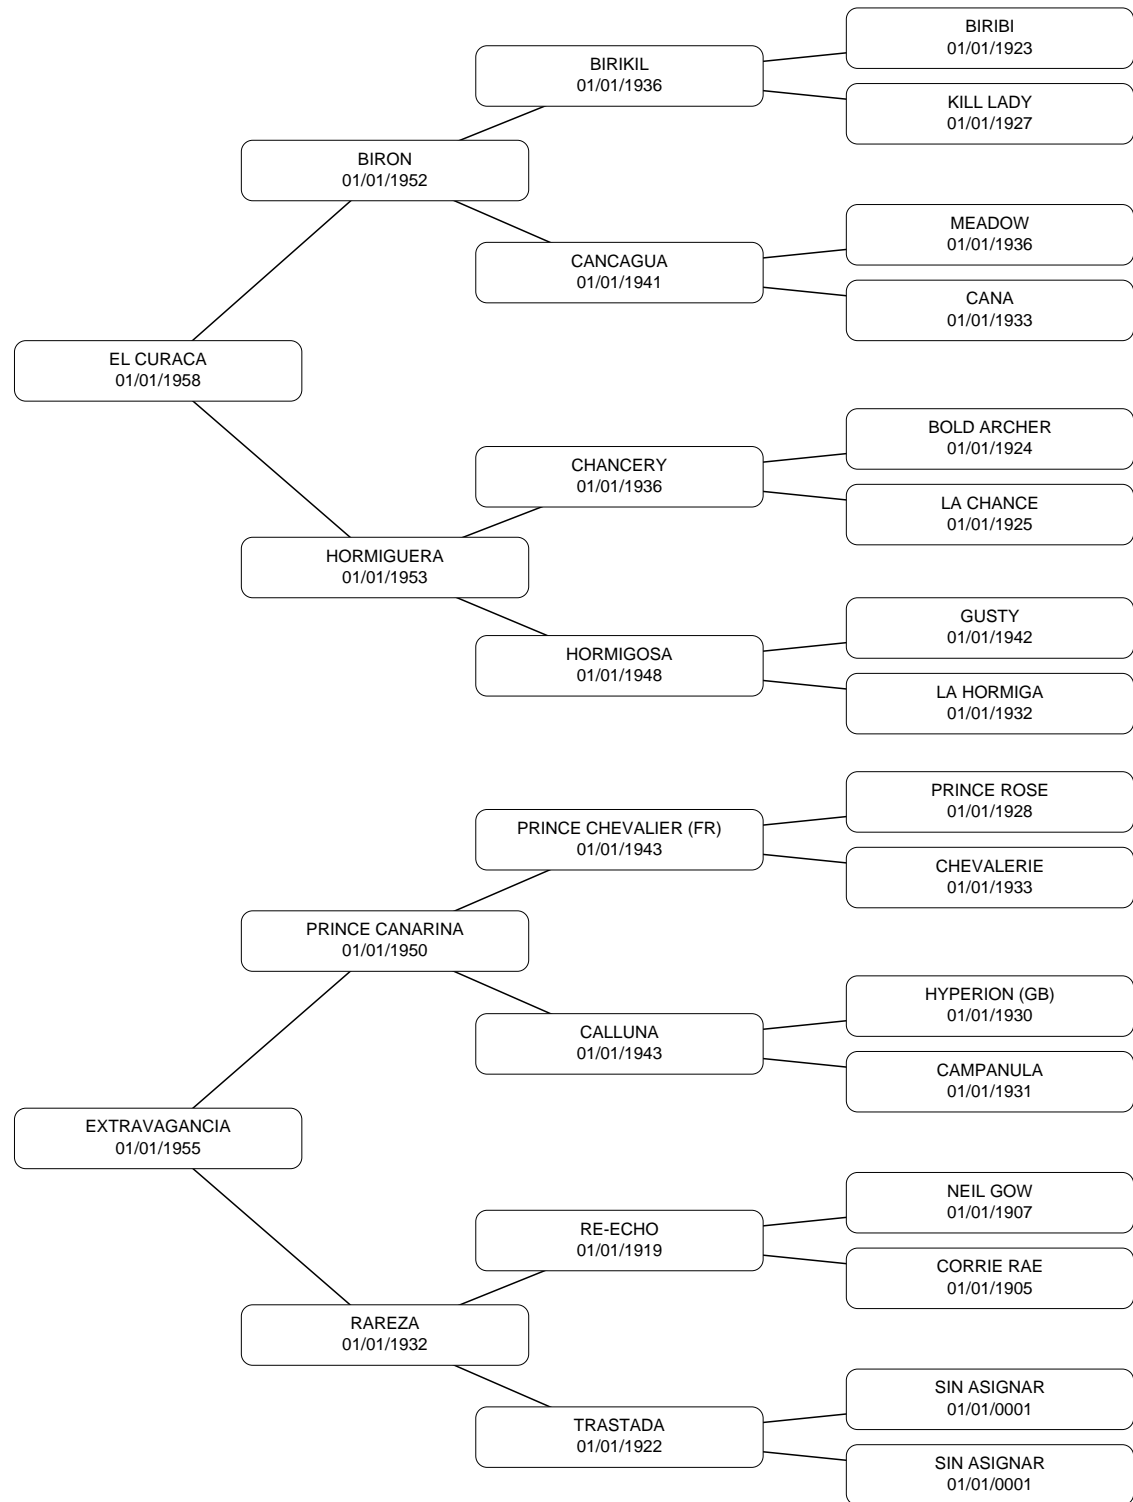 BIRIBI
01/01/1923
BIRIKIL
01/01/1936
KILL LADY
01/01/1927
BIRON
01/01/1952
MEADOW
01/01/1936
CANCAGUA
01/01/1941
CANA
01/01/1933
EL CURACA
01/01/1958
BOLD ARCHER
01/01/1924
CHANCERY
01/01/1936
LA CHANCE
01/01/1925
HORMIGUERA
01/01/1953
GUSTY
01/01/1942
HORMIGOSA
01/01/1948
LA HORMIGA
01/01/1932
PRINCE ROSE
01/01/1928
PRINCE CHEVALIER (FR)
01/01/1943
CHEVALERIE
01/01/1933
PRINCE CANARINA
01/01/1950
HYPERION (GB)
01/01/1930
CALLUNA
01/01/1943
CAMPANULA
01/01/1931
EXTRAVAGANCIA
01/01/1955
NEIL GOW
01/01/1907
RE-ECHO
01/01/1919
CORRIE RAE
01/01/1905
RAREZA
01/01/1932
SIN ASIGNAR
01/01/0001
TRASTADA
01/01/1922
SIN ASIGNAR
01/01/0001